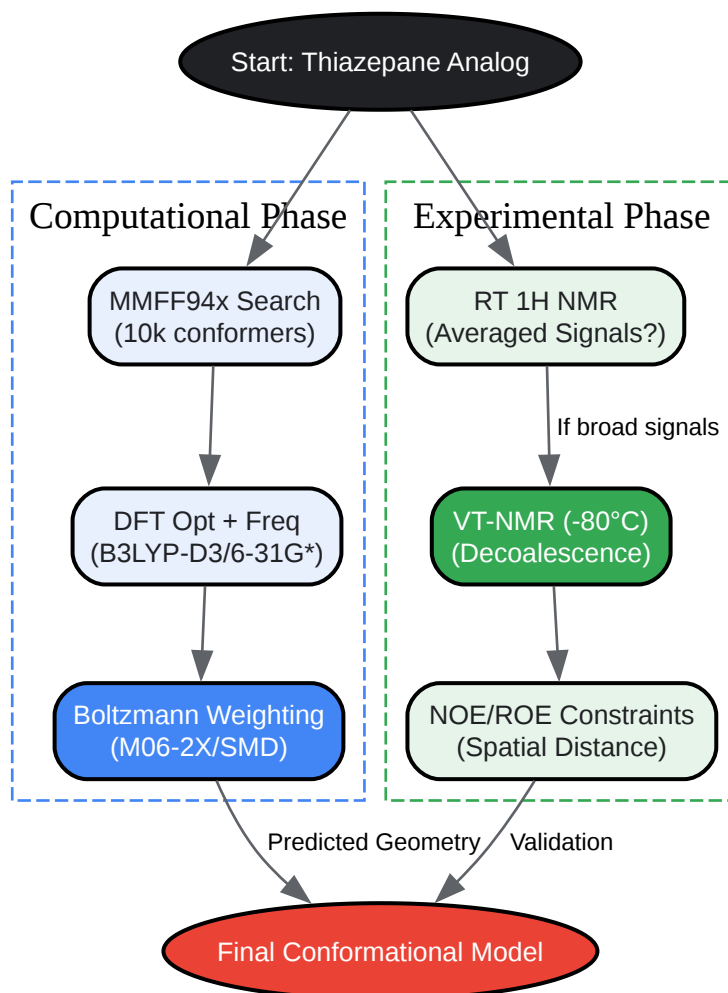 Start: Thiazepane Analog
Computational Phase
MMFF94x Search
(10k conformers)
DFT Opt + Freq
(B3LYP-D3/6-31G*)
Boltzmann Weighting
(M06-2X/SMD)
Predicted Geometry
Experimental Phase
RT 1H NMR
(Averaged Signals?)
If broad signals
VT-NMR (-80°C)
(Decoalescence)
NOE/ROE Constraints
(Spatial Distance)
Validation
Final Conformational Model